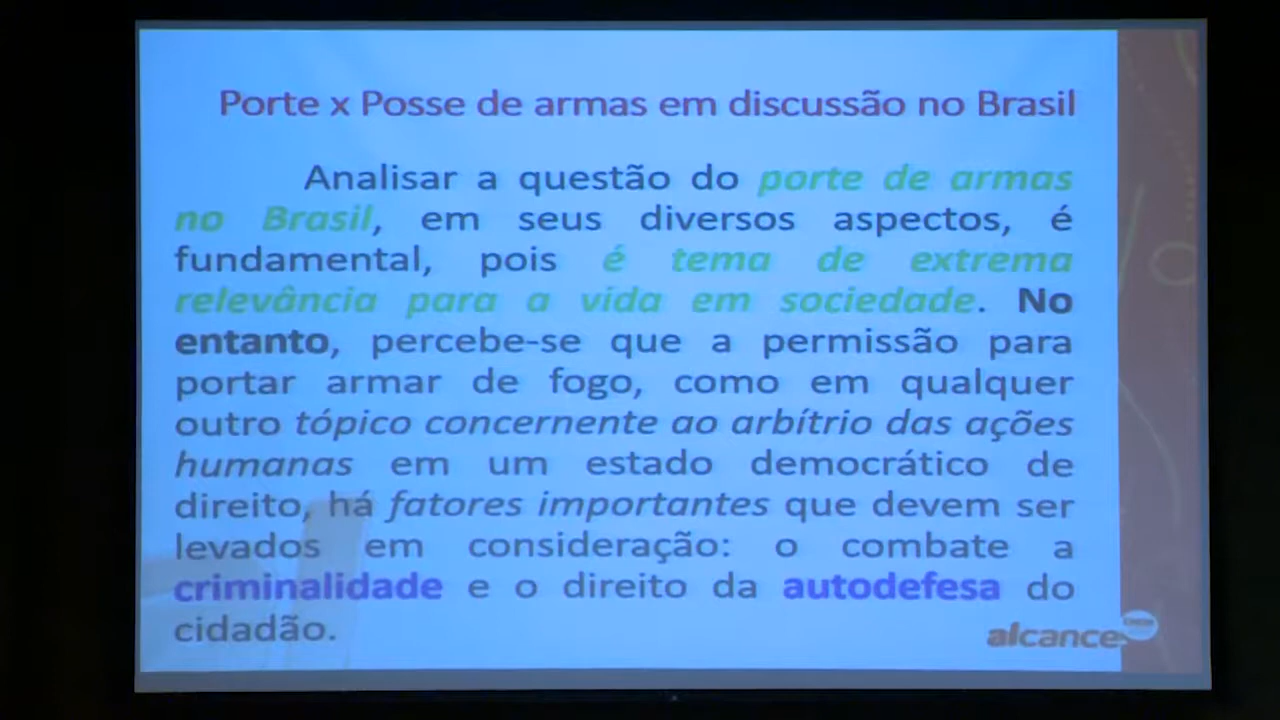 Porte x Posse de armas em discussão no Brasil
Analisar a questão do porte de armas
no Brasil, em seus diversos aspectos, é
fundamental, pois é tema de extrema
relevância para a vida em sociedade. No
entanto, percebe-se que a permissão para
portar armar de fogo, como em qualquer
outro tópico concernente ao arbítrio das ações
humanas em um estado democrático de
direito, há fatores importantes que devem ser
levados em consideração: o combate a
criminalidade e o direito da autodefesa do
cidadão.
alcance